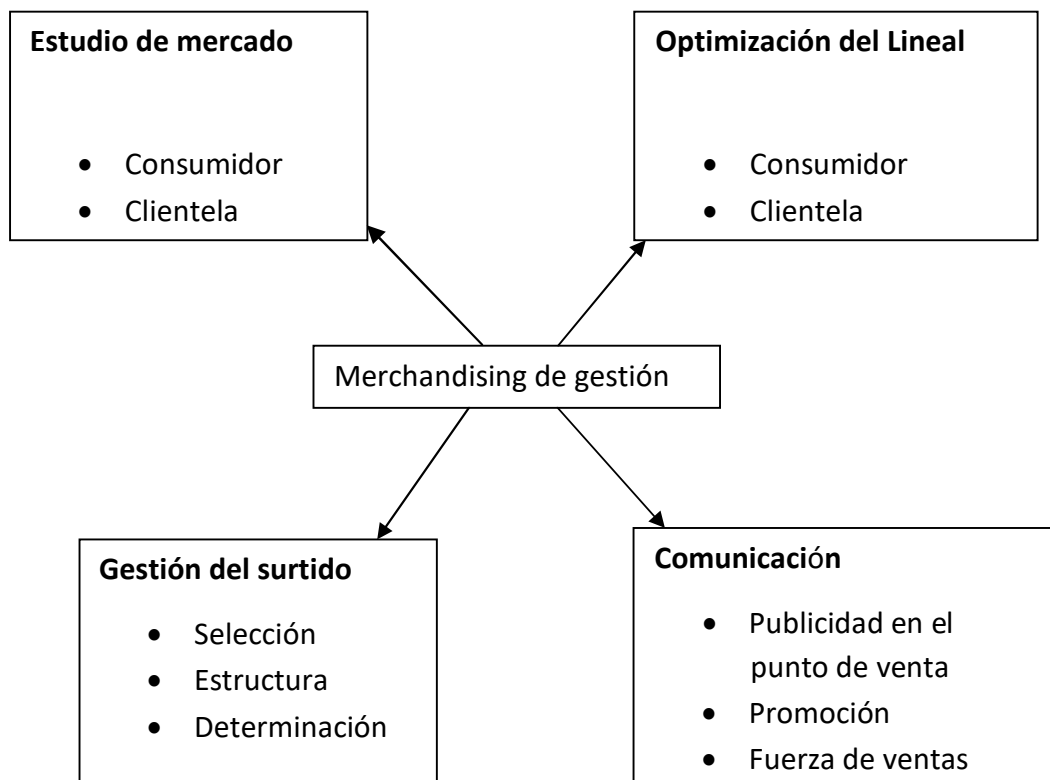 Estudio de mercado
• Consumidor
• Clientela
Optimización del Lineal
• Consumidor
• Clientela
Merchandising de gestión
Gestión del surtido
• Selección
• Estructura
• Determinación
Comunicación
• Publicidad en el
punto de venta
• Promoción
• Fuerza de ventas